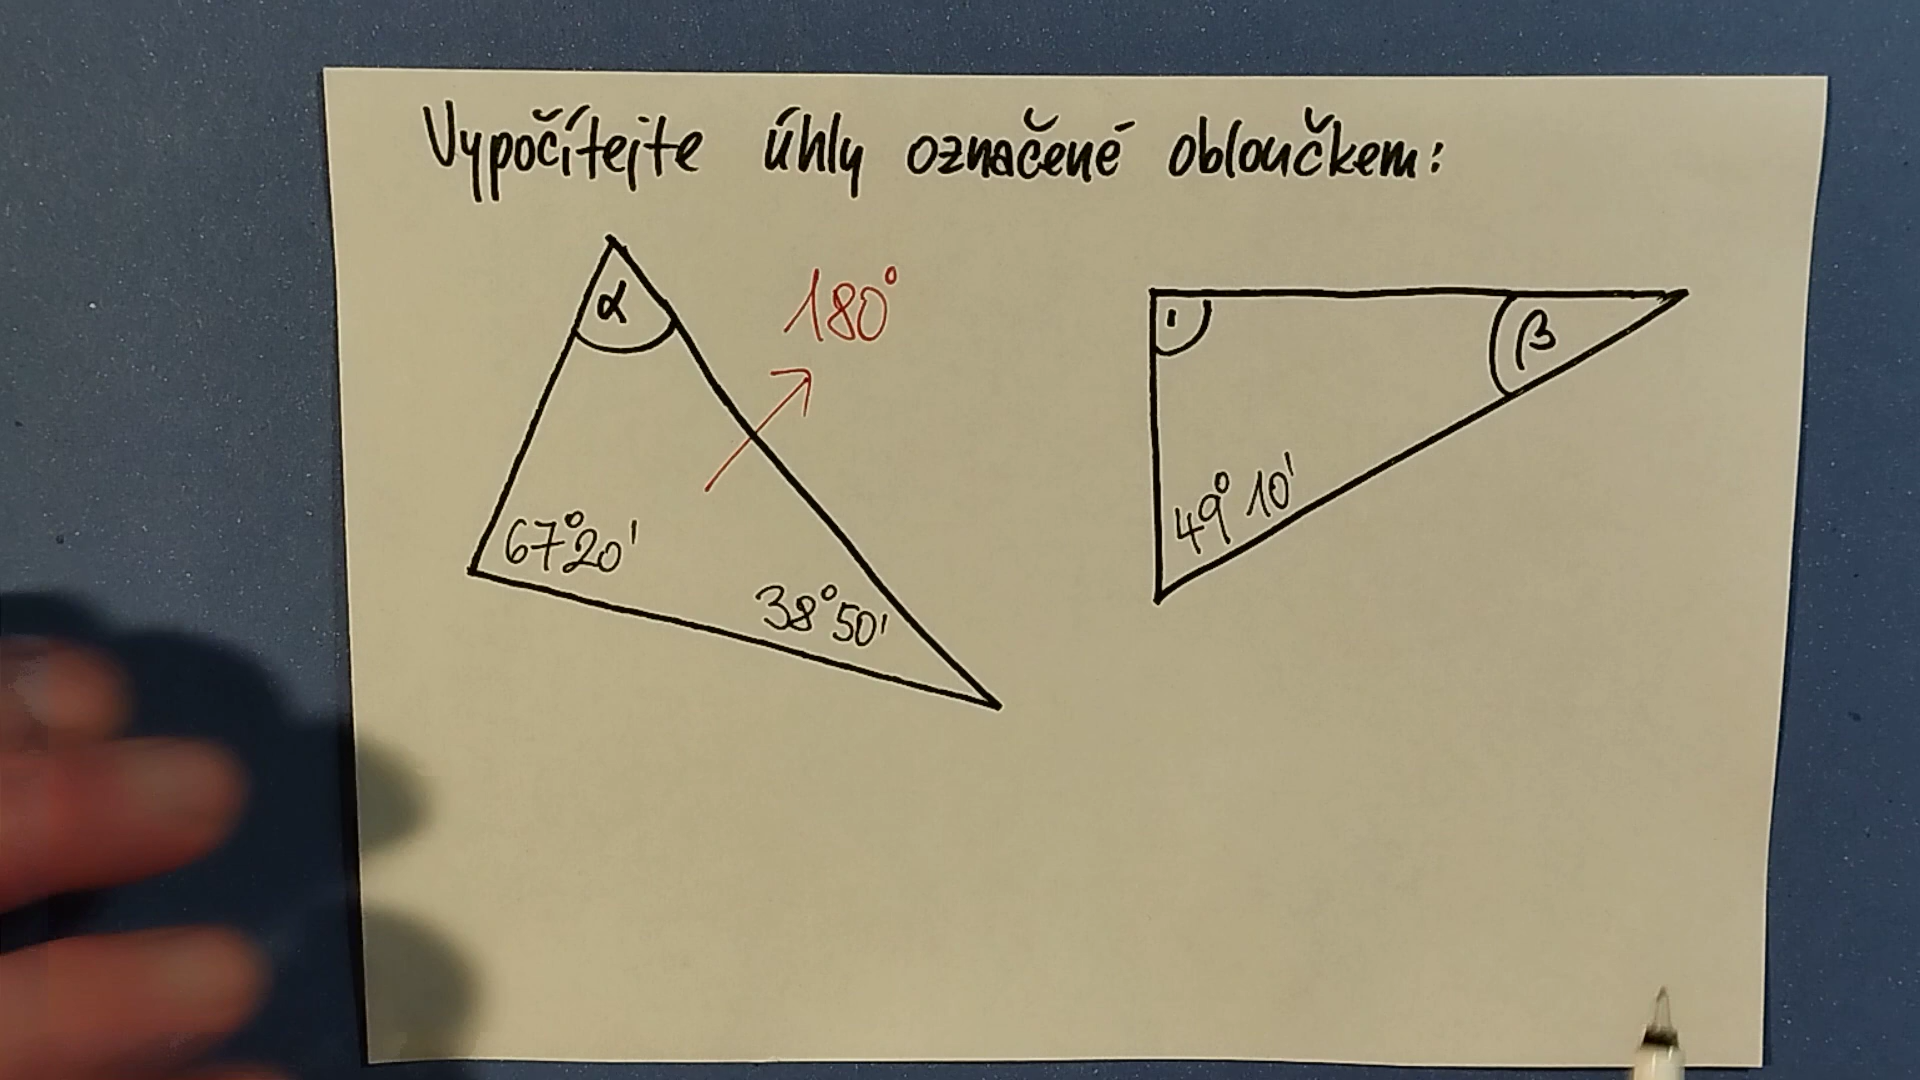 Vypočítejte úhly označené obloučkem:
α
180°
67°20'
38°50'
β
49°10'